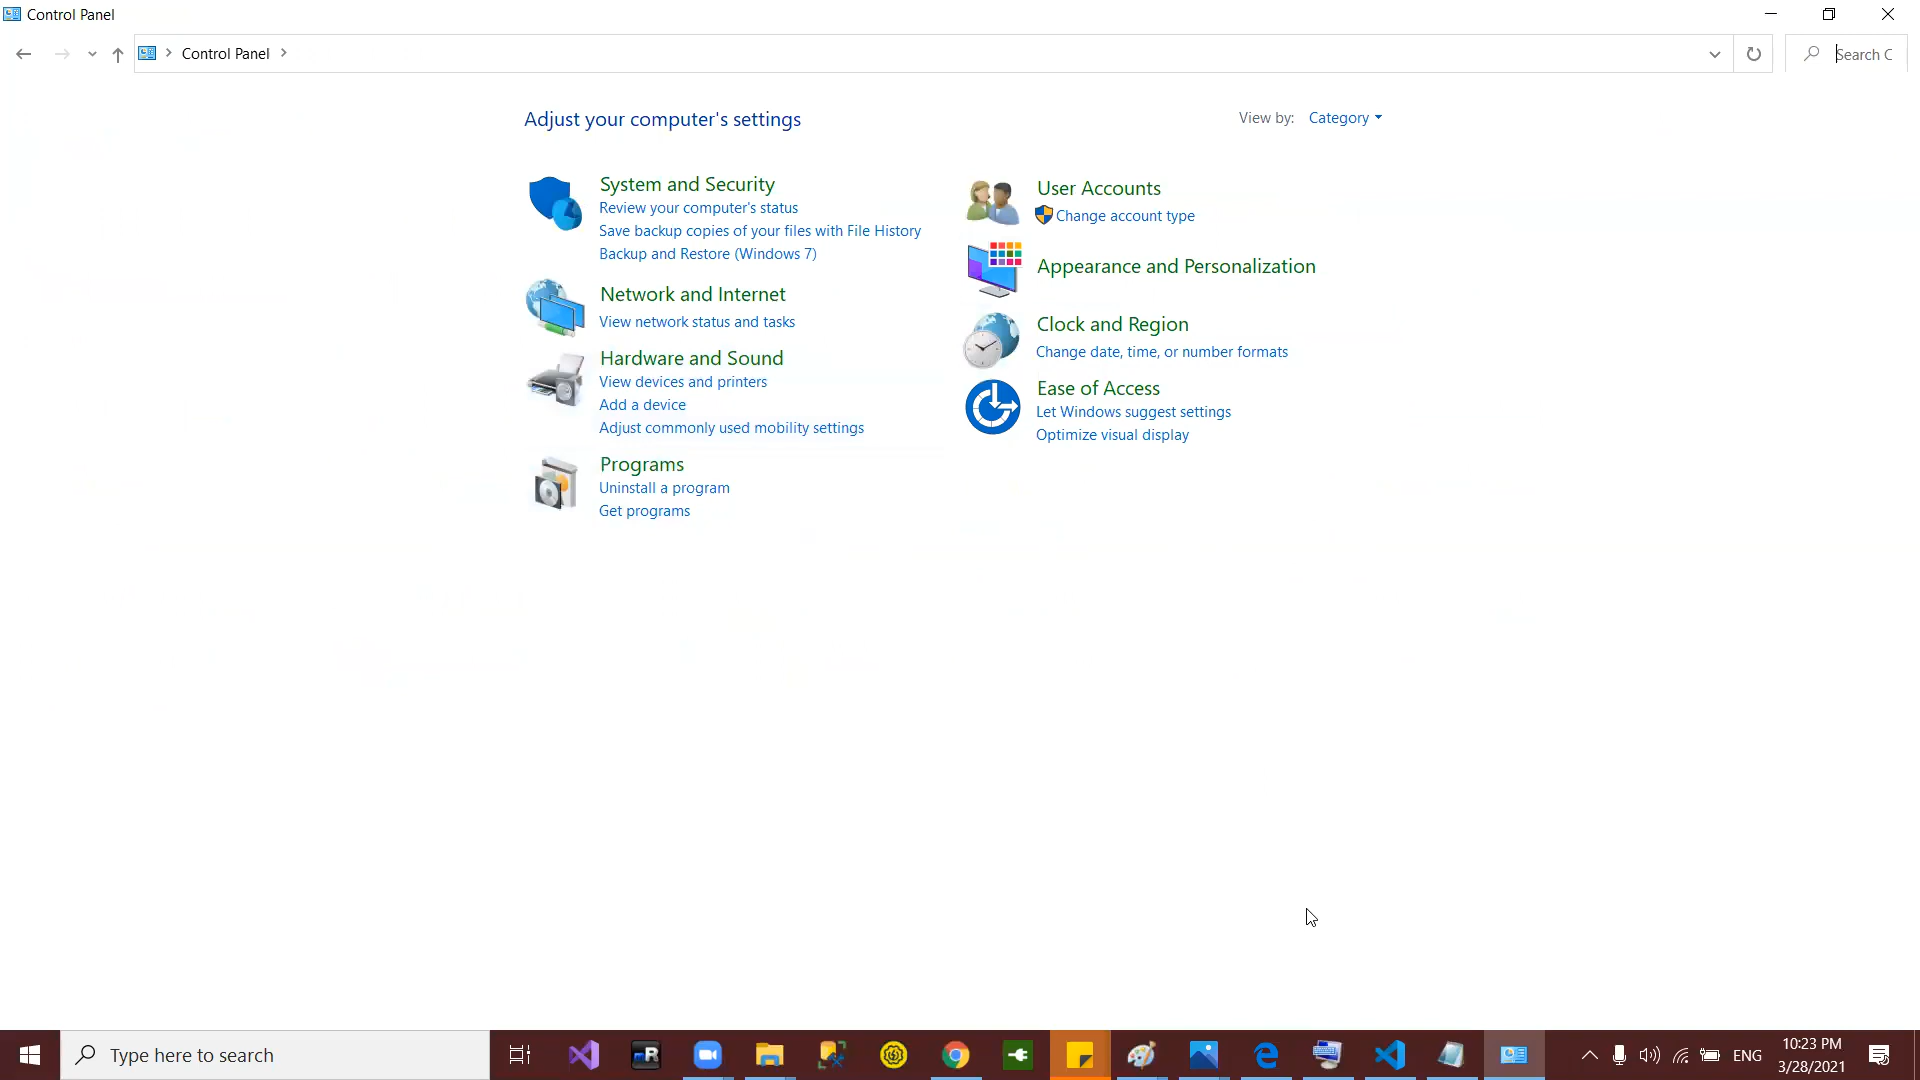 Control Panel
Control Panel
Search C
Adjust your computer's settings
View by: Category
System and Security
Review your computer's status
Save backup copies of your files with File History
Backup and Restore (Windows 7)
Network and Internet
View network status and tasks
Hardware and Sound
View devices and printers
Add a device
Adjust commonly used mobility settings
Programs
Uninstall a program
Get programs
User Accounts
Change account type
Appearance and Personalization
Clock and Region
Change date, time, or number formats
Ease of Access
Let Windows suggest settings
Optimize visual display
Type here to search
R
ENG
10:23 PM
3/28/2021